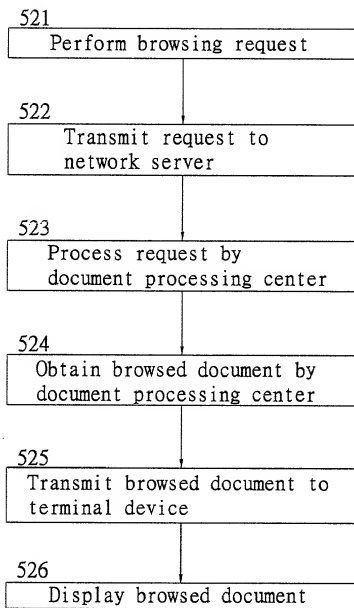 521
Perform browsing request
522
Transmit request to
network server
523
Process request by
document processing center
524
Obtain browsed document by
document processing center
525
Transmit browsed document to
terminal device
526
Display browsed document